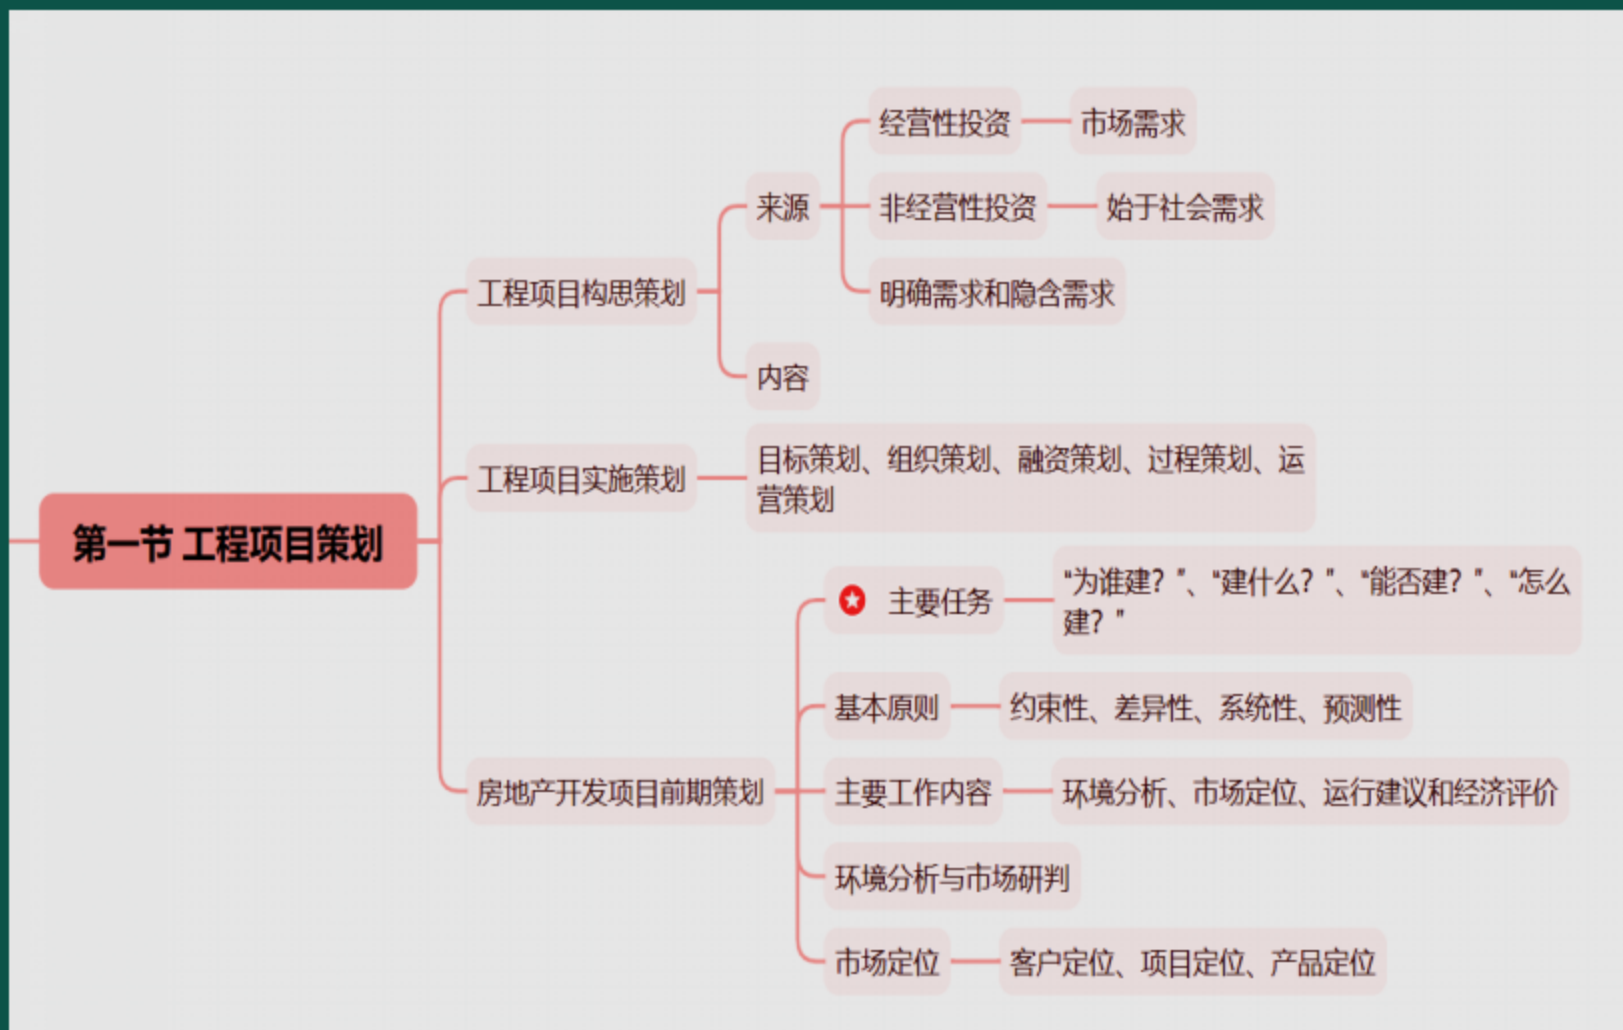 经营性投资
市场需求
来源
非经营性投资
始于社会需求
工程项目构思策划
明确需求和隐含需求
内容
工程项目实施策划
目标策划、组织策划、融资策划、过程策划、运
营策划
第一节 工程项目策划
主要任务
“为谁建？”、“建什么？”、“能否建？”、“怎么
建？”
基本原则
约束性、差异性、系统性、预测性
房地产开发项目前期策划
主要工作内容
环境分析、市场定位、运行建议和经济评价
环境分析与市场研判
市场定位
客户定位、项目定位、产品定位